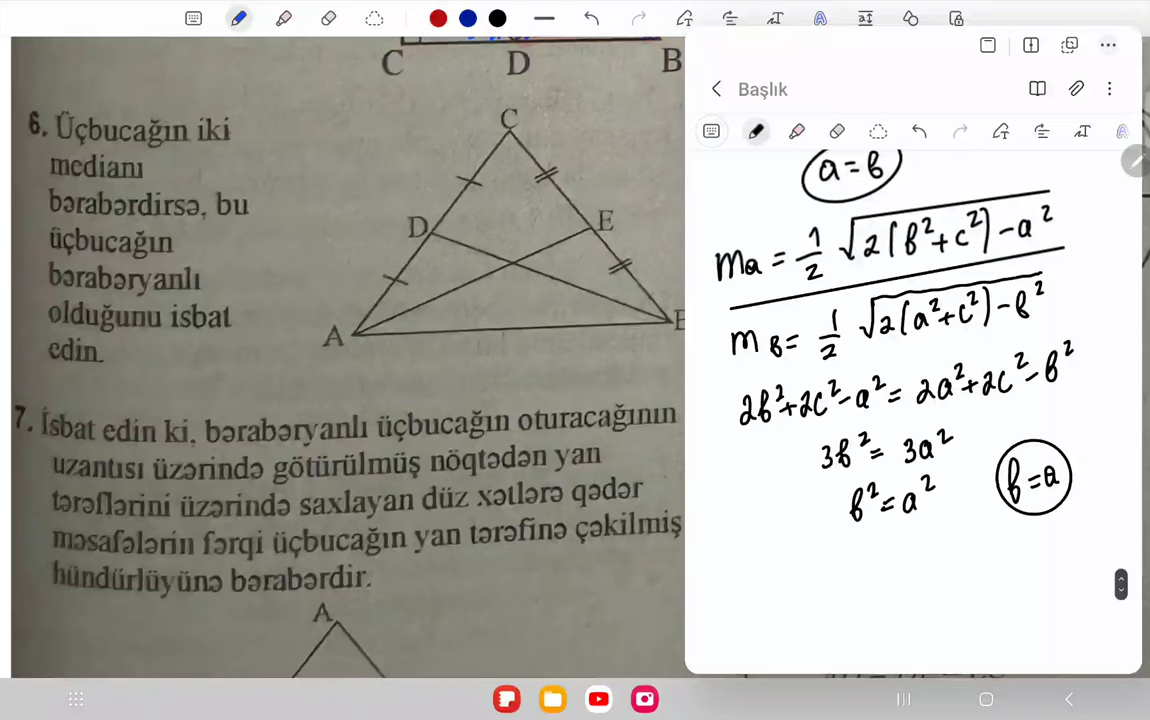 C D B
6. Üçbucağın iki
medianı
bərabərdirsə, bu
üçbucağın
bərabəryanlı
olduğunu isbat
edin.
C
D
E
A
7. İsbat edin ki, bərabəryanlı üçbucağın oturacağının
uzantısı üzərində götürülmüş nöqtədən yan
tərəflərini üzərində saxlayan düz xətlərə qədər
məsafələrin fərqi üçbucağın yan tərəfinə çəkilmiş
hündürlüyünə bərabərdir.
A
Başlık
a = b
ma = 1/2 √2(b²+c²)-a²
mb = 1/2 √2(a²+c²)-b²
2b²+2c²-a² = 2a²+2c²-b²
3b² = 3a²
b² = a²
b = a